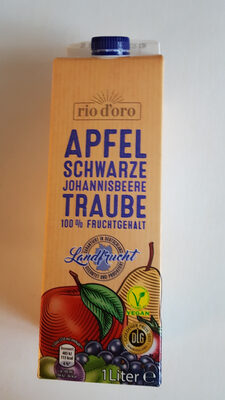 rio d'oro
APFEL
SCHWARZE
JOHANNISBEERE
TRAUBE
100% FRUCHTGEHALT
Landfrucht
VEGAN
DLG
1 Liter e